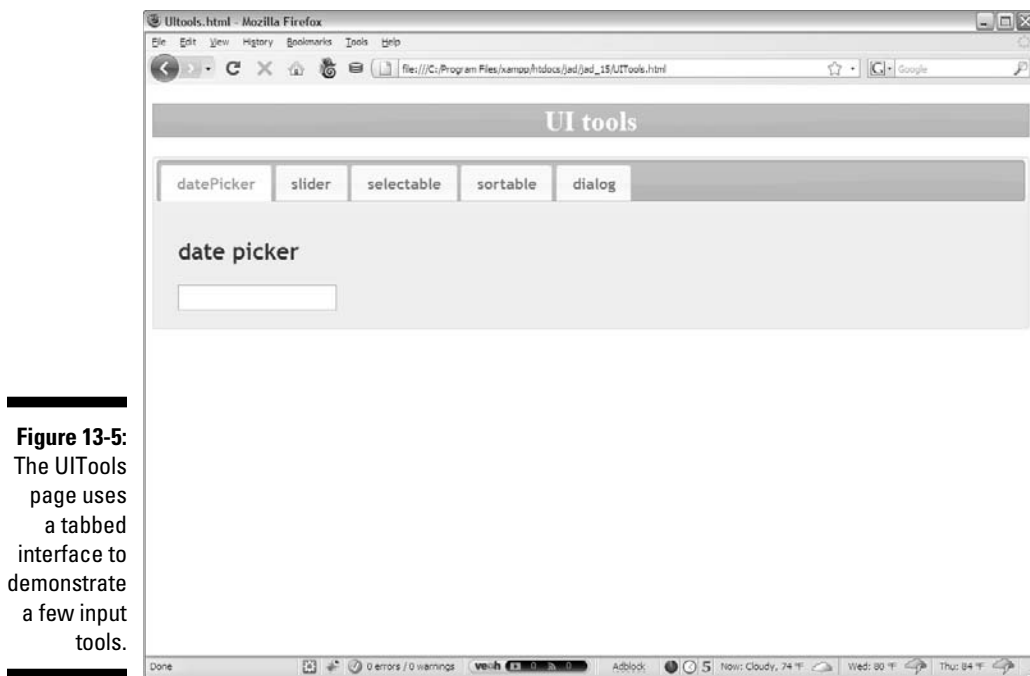 UItools.html - Mozilla Firefox
File Edit View History Bookmarks Tools Help
file:///C:/Program Files/xampp/htdocs/jad/jad_15/UITools.html
Google
UI tools
datePicker slider selectable sortable dialog
date picker
Figure 13-5:
The UITools
page uses
a tabbed
interface to
demonstrate
a few input
tools.
Done 0 errors / 0 warnings veoh 0 0 Adblock 5 Now: Cloudy, 74 °F Wed: 80 °F Thu: 84 °F